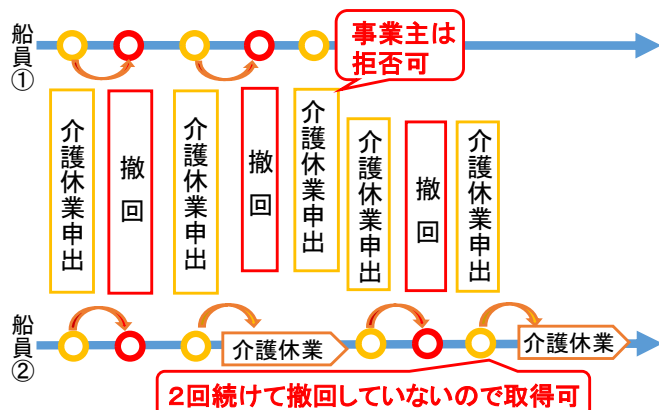 船員①
事業主は
拒否可
介護休業申出
撤回
介護休業申出
撤回
介護休業申出
介護休業申出
撤回
介護休業申出
船員②
介護休業
介護休業
2回続けて撤回していないので取得可